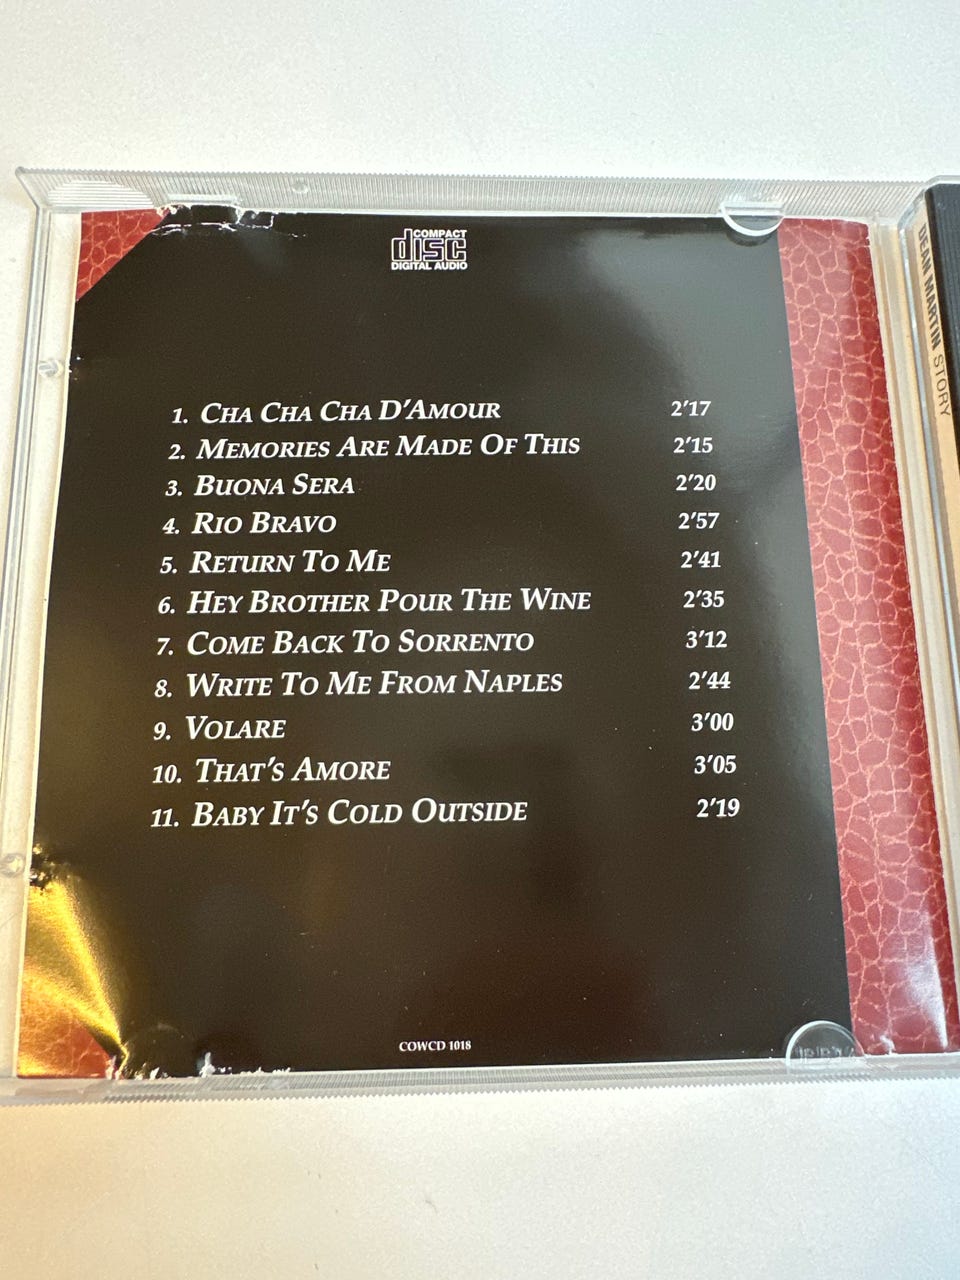 COMPACT
disc
DIGITAL AUDIO
1. CHA CHA CHA D'AMOUR 2'17
2. MEMORIES ARE MADE OF THIS 2'15
3. BUONA SERA 2'20
4. RIO BRAVO 2'57
5. RETURN TO ME 2'41
6. HEY BROTHER POUR THE WINE 2'35
7. COME BACK TO SORRENTO 3'12
8. WRITE TO ME FROM NAPLES 2'44
9. VOLARE 3'00
10. THAT'S AMORE 3'05
11. BABY IT'S COLD OUTSIDE 2'19
COWCD 1018
DEAN MARTIN STORY